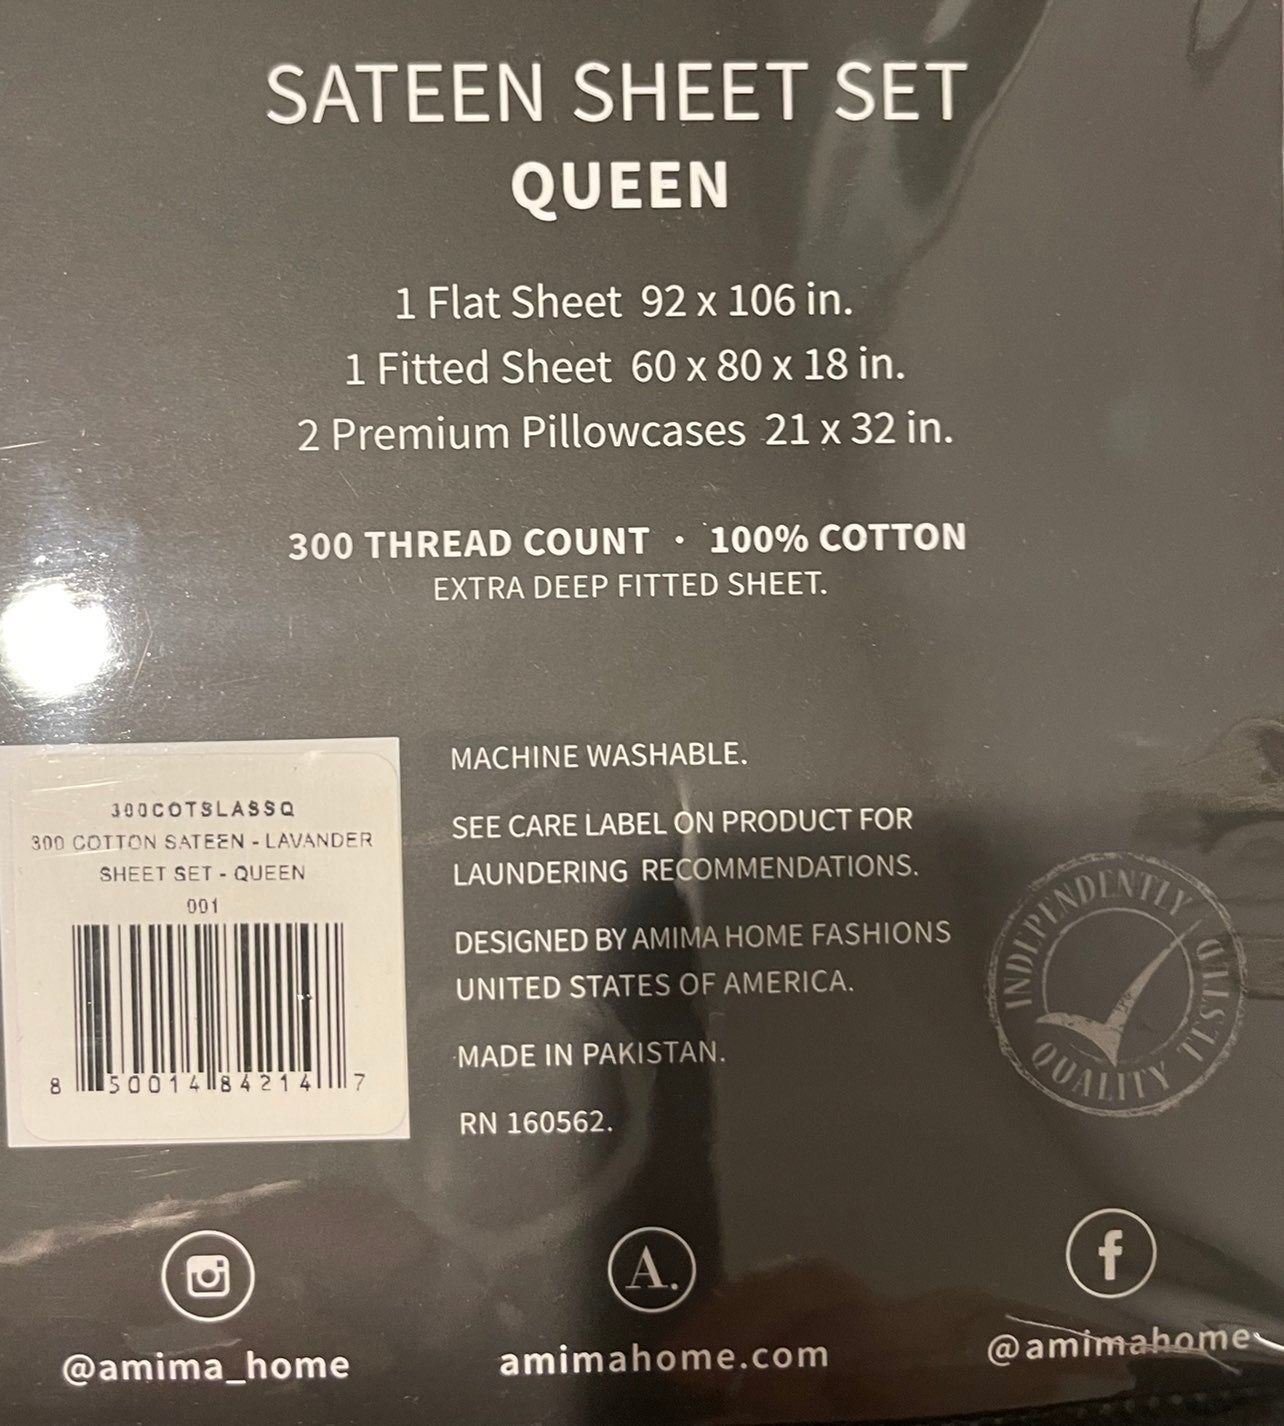 SATEEN SHEET SET
QUEEN
1 Flat Sheet 92 x 106 in.
1 Fitted Sheet 60 x 80 x 18 in.
2 Premium Pillowcases 21 x 32 in.
300 THREAD COUNT · 100% COTTON
EXTRA DEEP FITTED SHEET.
300COTSLASSQ
300 COTTON SATEEN - LAVANDER
SHEET SET - QUEEN
001
8 50014 84214 7
MACHINE WASHABLE.
SEE CARE LABEL ON PRODUCT FOR
LAUNDERING RECOMMENDATIONS.
DESIGNED BY AMIMA HOME FASHIONS
UNITED STATES OF AMERICA.
MADE IN PAKISTAN.
RN 160562.
INDEPENDENTLY
TESTED
QUALITY
A.
f
@amima_home
amimahome.com
@amimahome